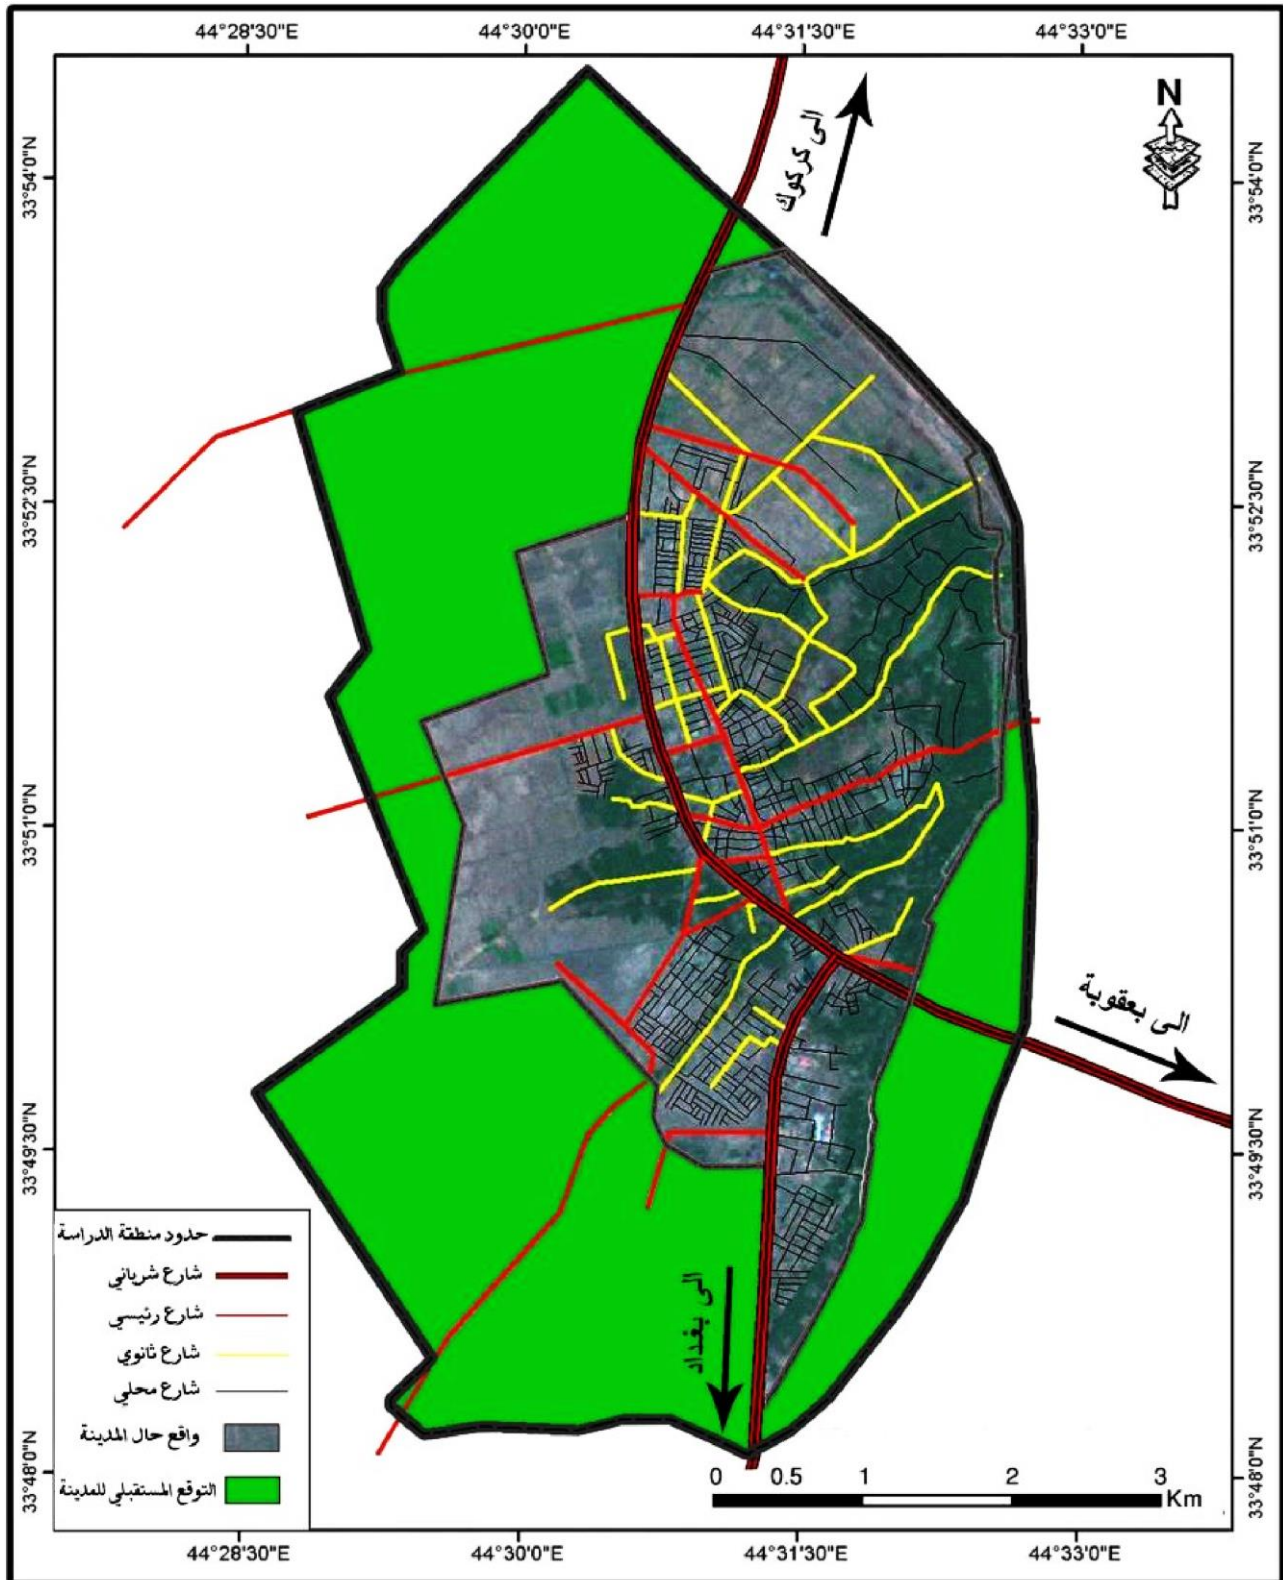 44°28'30"E
44°30'0"E
44°31'30"E
44°33'0"E
N
الى كركوك
33°54'0"N
33°54'0"N
33°52'30"N
33°52'30"N
33°51'0"N
33°51'0"N
الى بعقوبة
33°49'30"N
33°49'30"N
حدود منطقة الدراسة
شارع شرياني
شارع رئيسي
شارع ثانوي
شارع محلي
واقع حال المدينة
التوقع المستقبلي للمدينة
الى بغداد
33°48'0"N
33°48'0"N
0 0.5 1 2 3
Km
44°28'30"E
44°30'0"E
44°31'30"E
44°33'0"E